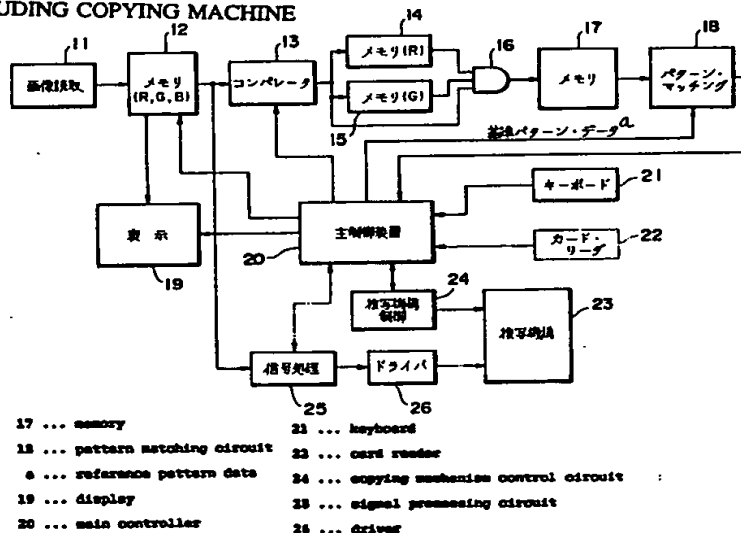 UDING COPYING MACHINE
11
12
13
14
16
17
18
画像読取
メモリ
(R,G,B)
コンパレータ
メモリ(R)
メモリ(G)
15
メモリ
パターン・
マッチング
基準パターン・データa
キーボード
21
カード・
リーダ
22
表示
19
主制御装置
20
24
複写機構
制御
複写機構
23
信号処理
25
ドライバ
26
17 ... memory
18 ... pattern matching circuit
a ... reference pattern data
19 ... display
20 ... main controller
21 ... keyboard
22 ... card reader
24 ... copying mechanism control circuit
25 ... signal processing circuit
26 ... driver